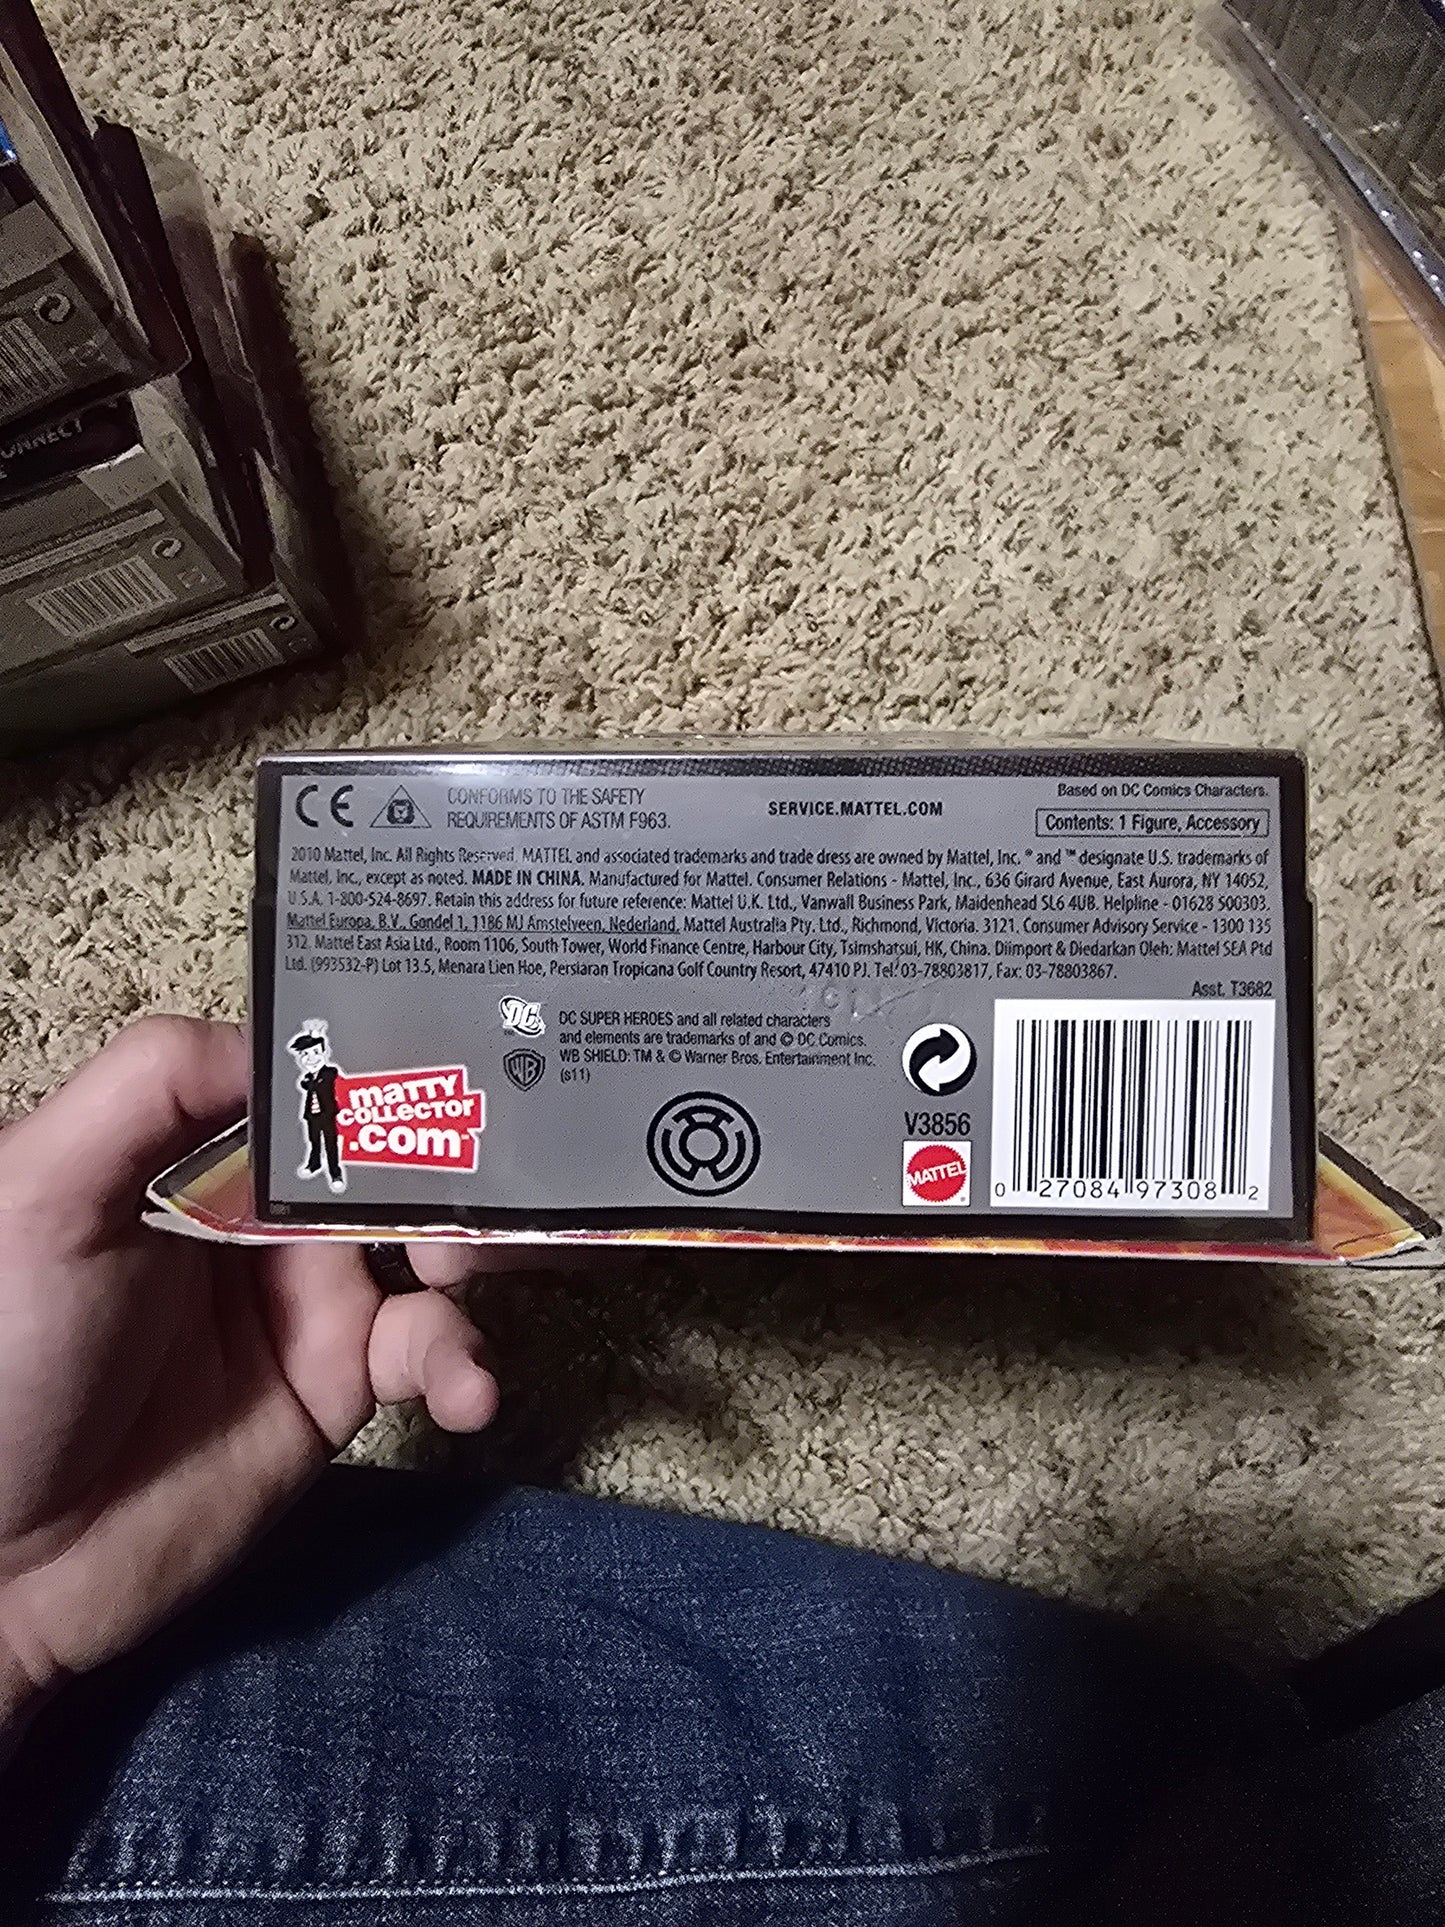 ONNECT
CE
CONFORMS TO THE SAFETY
REQUIREMENTS OF ASTM F963.
SERVICE.MATTEL.COM
Based on DC Comics Characters.
Contents: 1 Figure, Accessory
2010 Mattel, Inc. All Rights Reserved. MATTEL and associated trademarks and trade dress are owned by Mattel, Inc. ® and ™ designate U.S. trademarks of
Mattel, Inc., except as noted. MADE IN CHINA. Manufactured for Mattel. Consumer Relations - Mattel, Inc., 636 Girard Avenue, East Aurora, NY 14052,
U.S.A. 1-800-524-8697. Retain this address for future reference: Mattel U.K. Ltd., Vanwall Business Park, Maidenhead SL6 4UB. Helpline - 01628 500303.
Mattel Europa, B.V., Gondel 1, 1186 MJ Amstelveen, Nederland. Mattel Australia Pty. Ltd., Richmond, Victoria. 3121. Consumer Advisory Service - 1300 135
312. Mattel East Asia Ltd., Room 1106, South Tower, World Finance Centre, Harbour City, Tsimshatsui, HK, China. Diimport & Diedarkan Oleh: Mattel SEA Ptd
Ltd. (993532-P) Lot 13.5, Menara Lien Hoe, Persiaran Tropicana Golf Country Resort, 47410 PJ. Tel: 03-78803817, Fax: 03-78803867.
Asst. T3682
DC
DC SUPER HEROES and all related characters
and elements are trademarks of and © DC Comics.
WB SHIELD: TM & © Warner Bros. Entertainment Inc.
(s11)
WB
MATTY
COLLECTOR
.COM
V3856
MATTEL
0 27084 97308 2